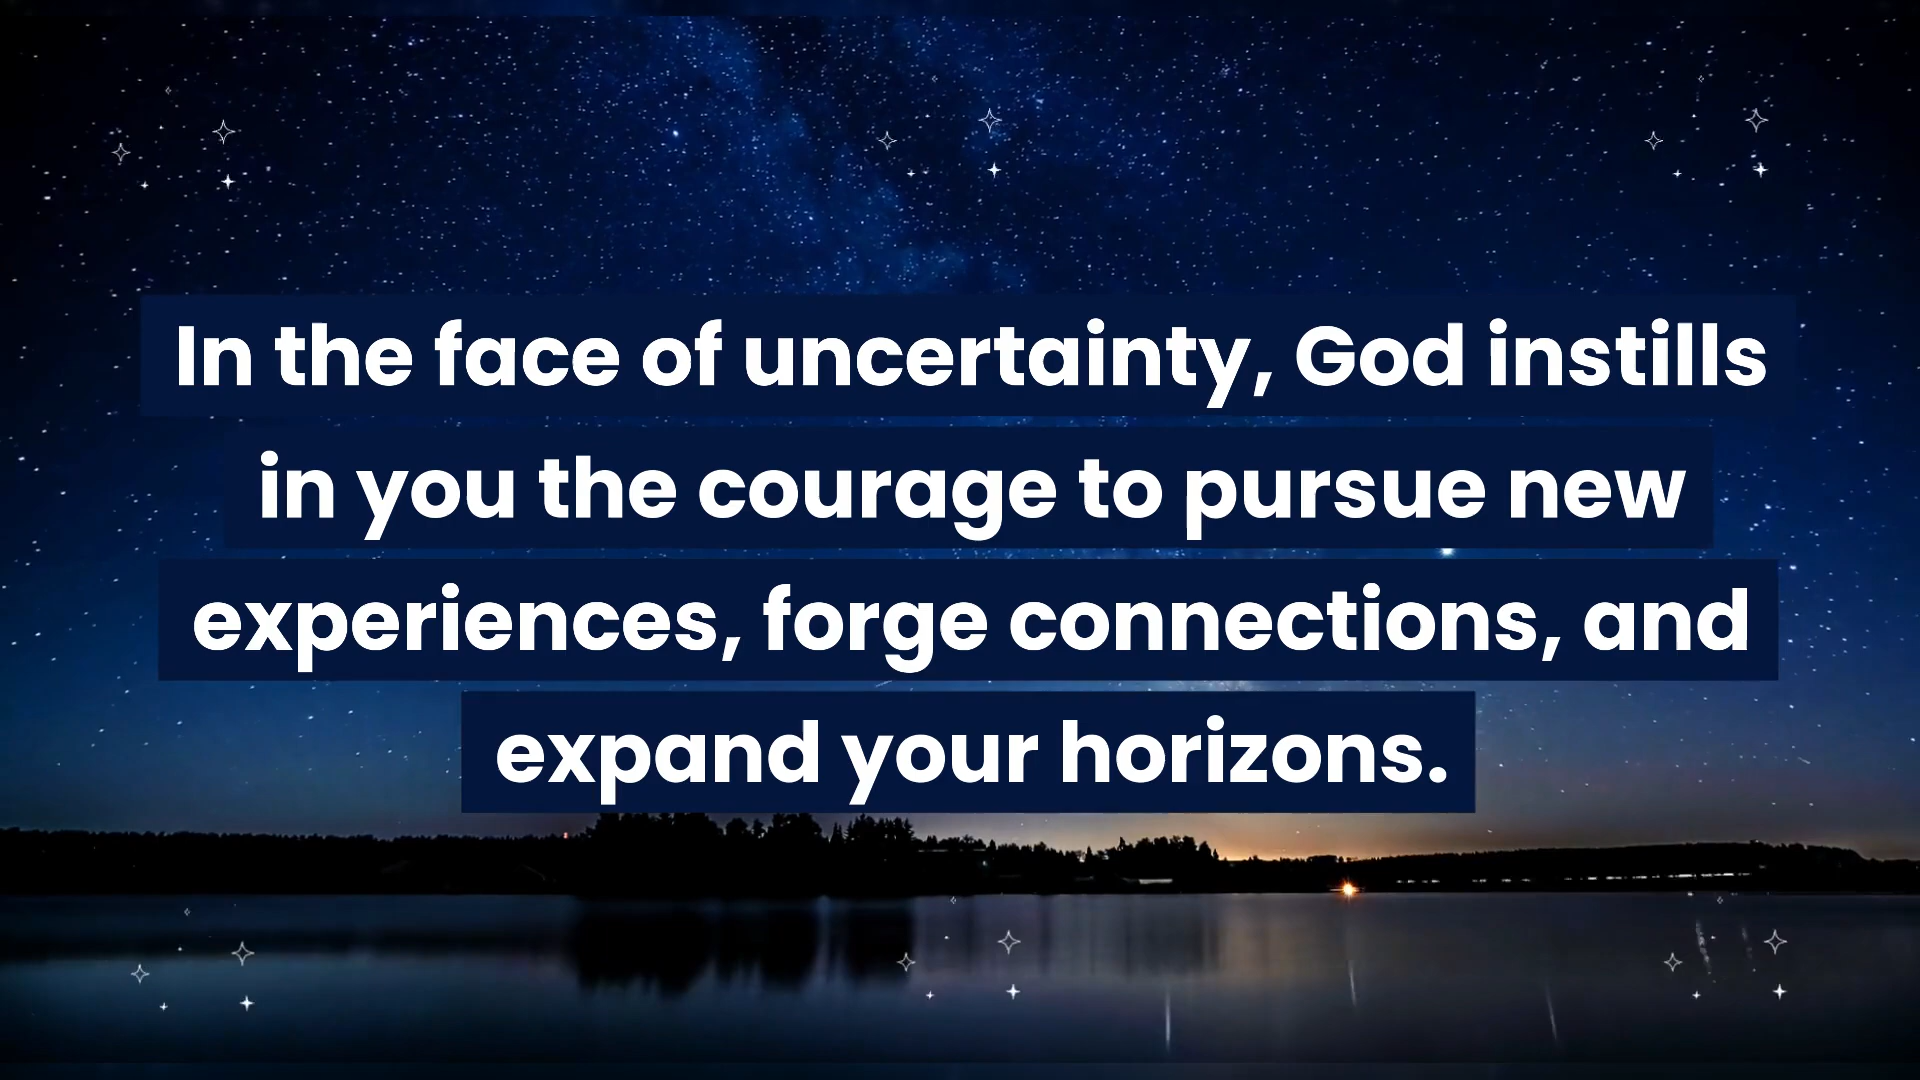 In the face of uncertainty, God instills
in you the courage to pursue new
experiences, forge connections, and
expand your horizons.